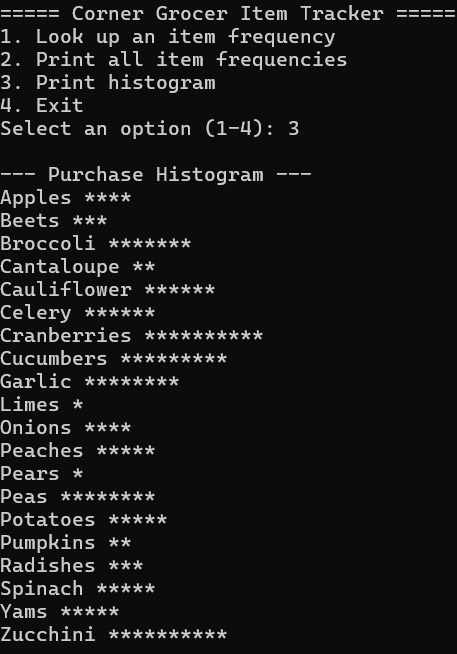 ===== Corner Grocer Item Tracker =====
1. Look up an item frequency
2. Print all item frequencies
3. Print histogram
4. Exit
Select an option (1-4): 3
--- Purchase Histogram ---
Apples ****
Beets ***
Broccoli *******
Cantaloupe **
Cauliflower ******
Celery ******
Cranberries **********
Cucumbers *********
Garlic ********
Limes *
Onions ****
Peaches *****
Pears *
Peas ********
Potatoes *****
Pumpkins **
Radishes ***
Spinach *****
Yams *****
Zucchini **********